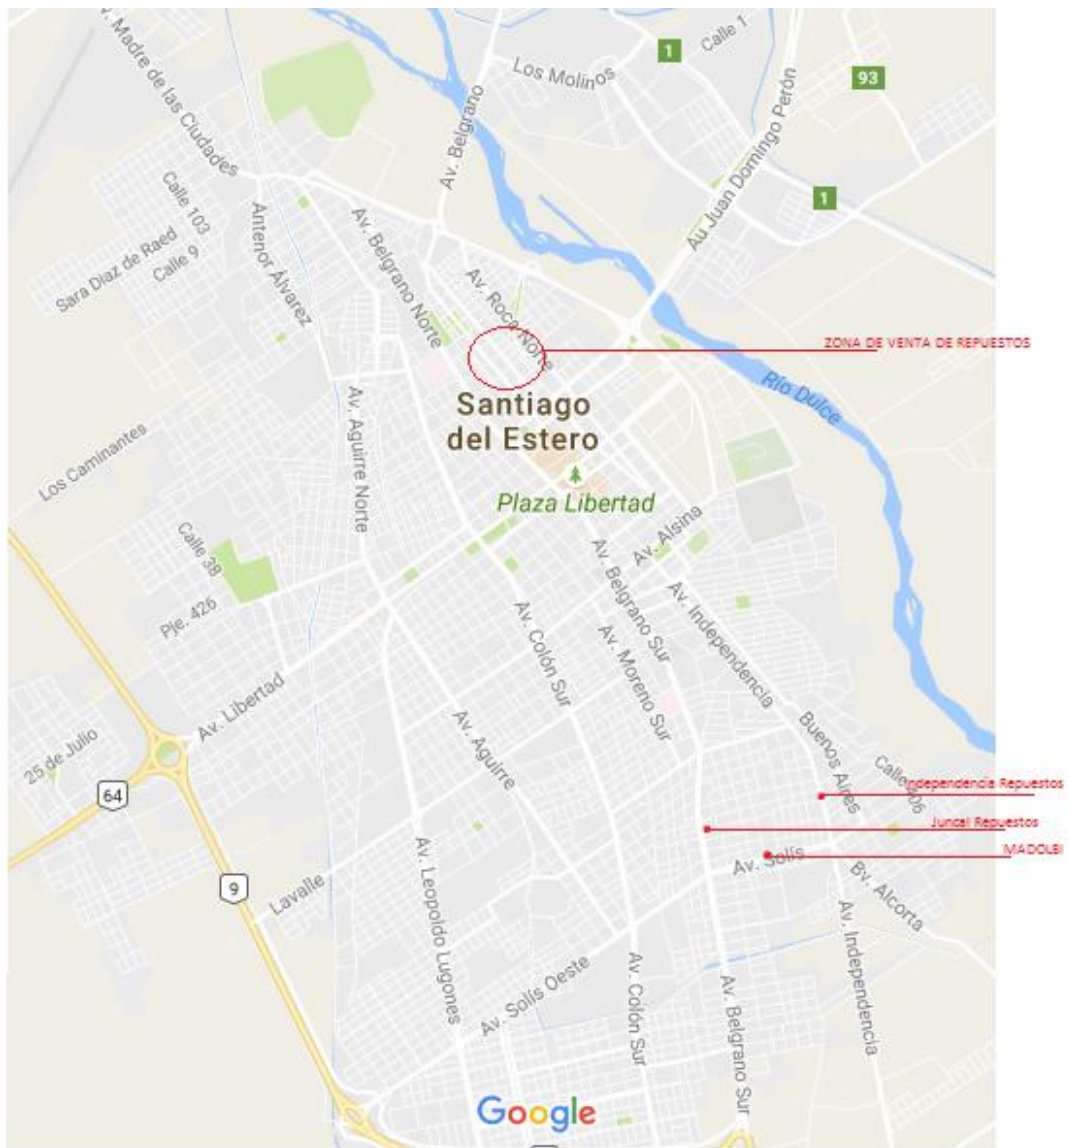 Av. Madre de las Ciudades
Av. Belgrano
Los Molinos
1
Calle 1
93
Au Juan Domingo Perón
1
Calle 103
Sara Diaz de Raed
Calle 9
Antenor Álvarez
Av. Belgrano Norte
Av. Roca Norte
ZONA DE VENTA DE REPUESTOS
Río Dulce
Santiago
del Estero
Los Caminantes
Av. Aguirre Norte
Plaza Libertad
Calle 38
Pje. 426
Av. Alsina
Av. Belgrano Sur
Av. Independencia
Av. Colón Sur
Av. Moreno Sur
Av. Libertad
25 de Julio
Av. Aguirre
Buenos Aires
64
Independencia Repuestos
Juncal Repuestos
MADOLBI
Av. Solís
Bv. Alcorta
9
Lavalle
Av. Leopoldo Lugones
Av. Solís Oeste
Av. Colón Sur
Av. Belgrano Sur
Av. Independencia
Google